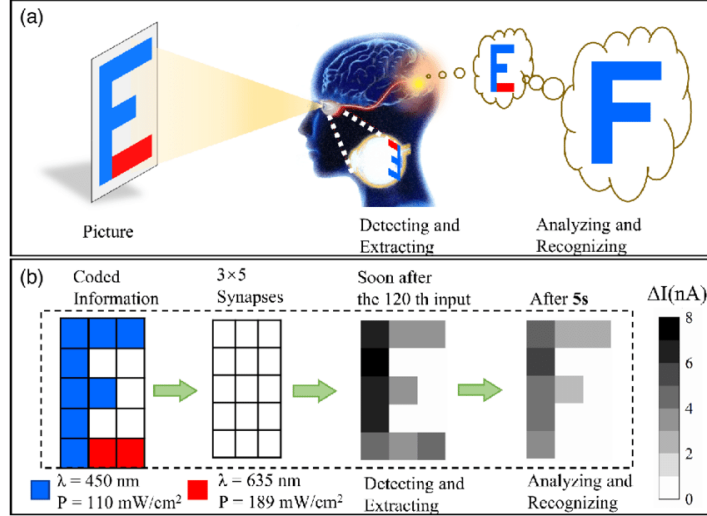 (a)
Picture
Detecting and
Extracting
Analyzing and
Recognizing
(b)
Coded
Information
3×5
Synapses
Soon after
the 120 th input
After 5s
ΔI(nA)
8
6
4
2
0
λ = 450 nm
P = 110 mW/cm²
λ = 635 nm
P = 189 mW/cm²
Detecting and
Extracting
Analyzing and
Recognizing